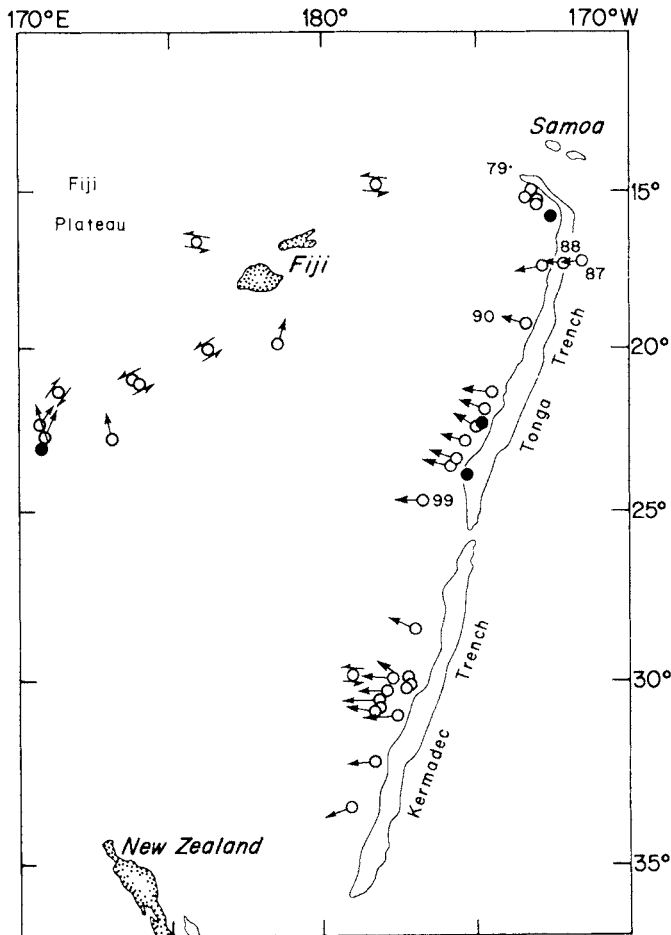 170°E
180°
170°W
Samoa
79
15°
Fiji
Plateau
Fiji
88
87
90
Trench
20°
Tonga
99
25°
Trench
30°
Kermadec
New Zealand
35°